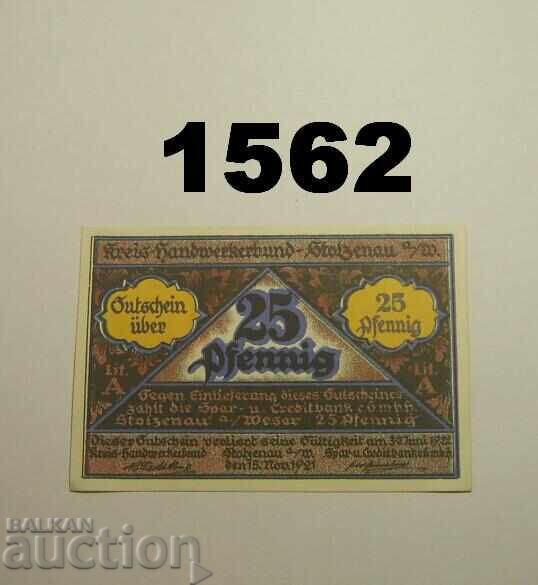 1562
Kreis-Handwerkerbund-Stolzenau a/W.
Gutschein
über
25
Pfennig
25
Pfennig
Lit.
A
Lit.
A
Gegen Einlieferung dieses Gutscheines
zahlt die Spar- u. Creditbank e.G.m.b.H.
Stolzenau a/Weser 25 Pfennig
Dieser Gutschein verliert seine Gültigkeit am 30 Juni 1922
Kreis-Handwerkerbund Stolzenau a/W. Spar- u. Creditbank e.G.m.b.H.
den 15. Nov. 1921
BALKAN
auction